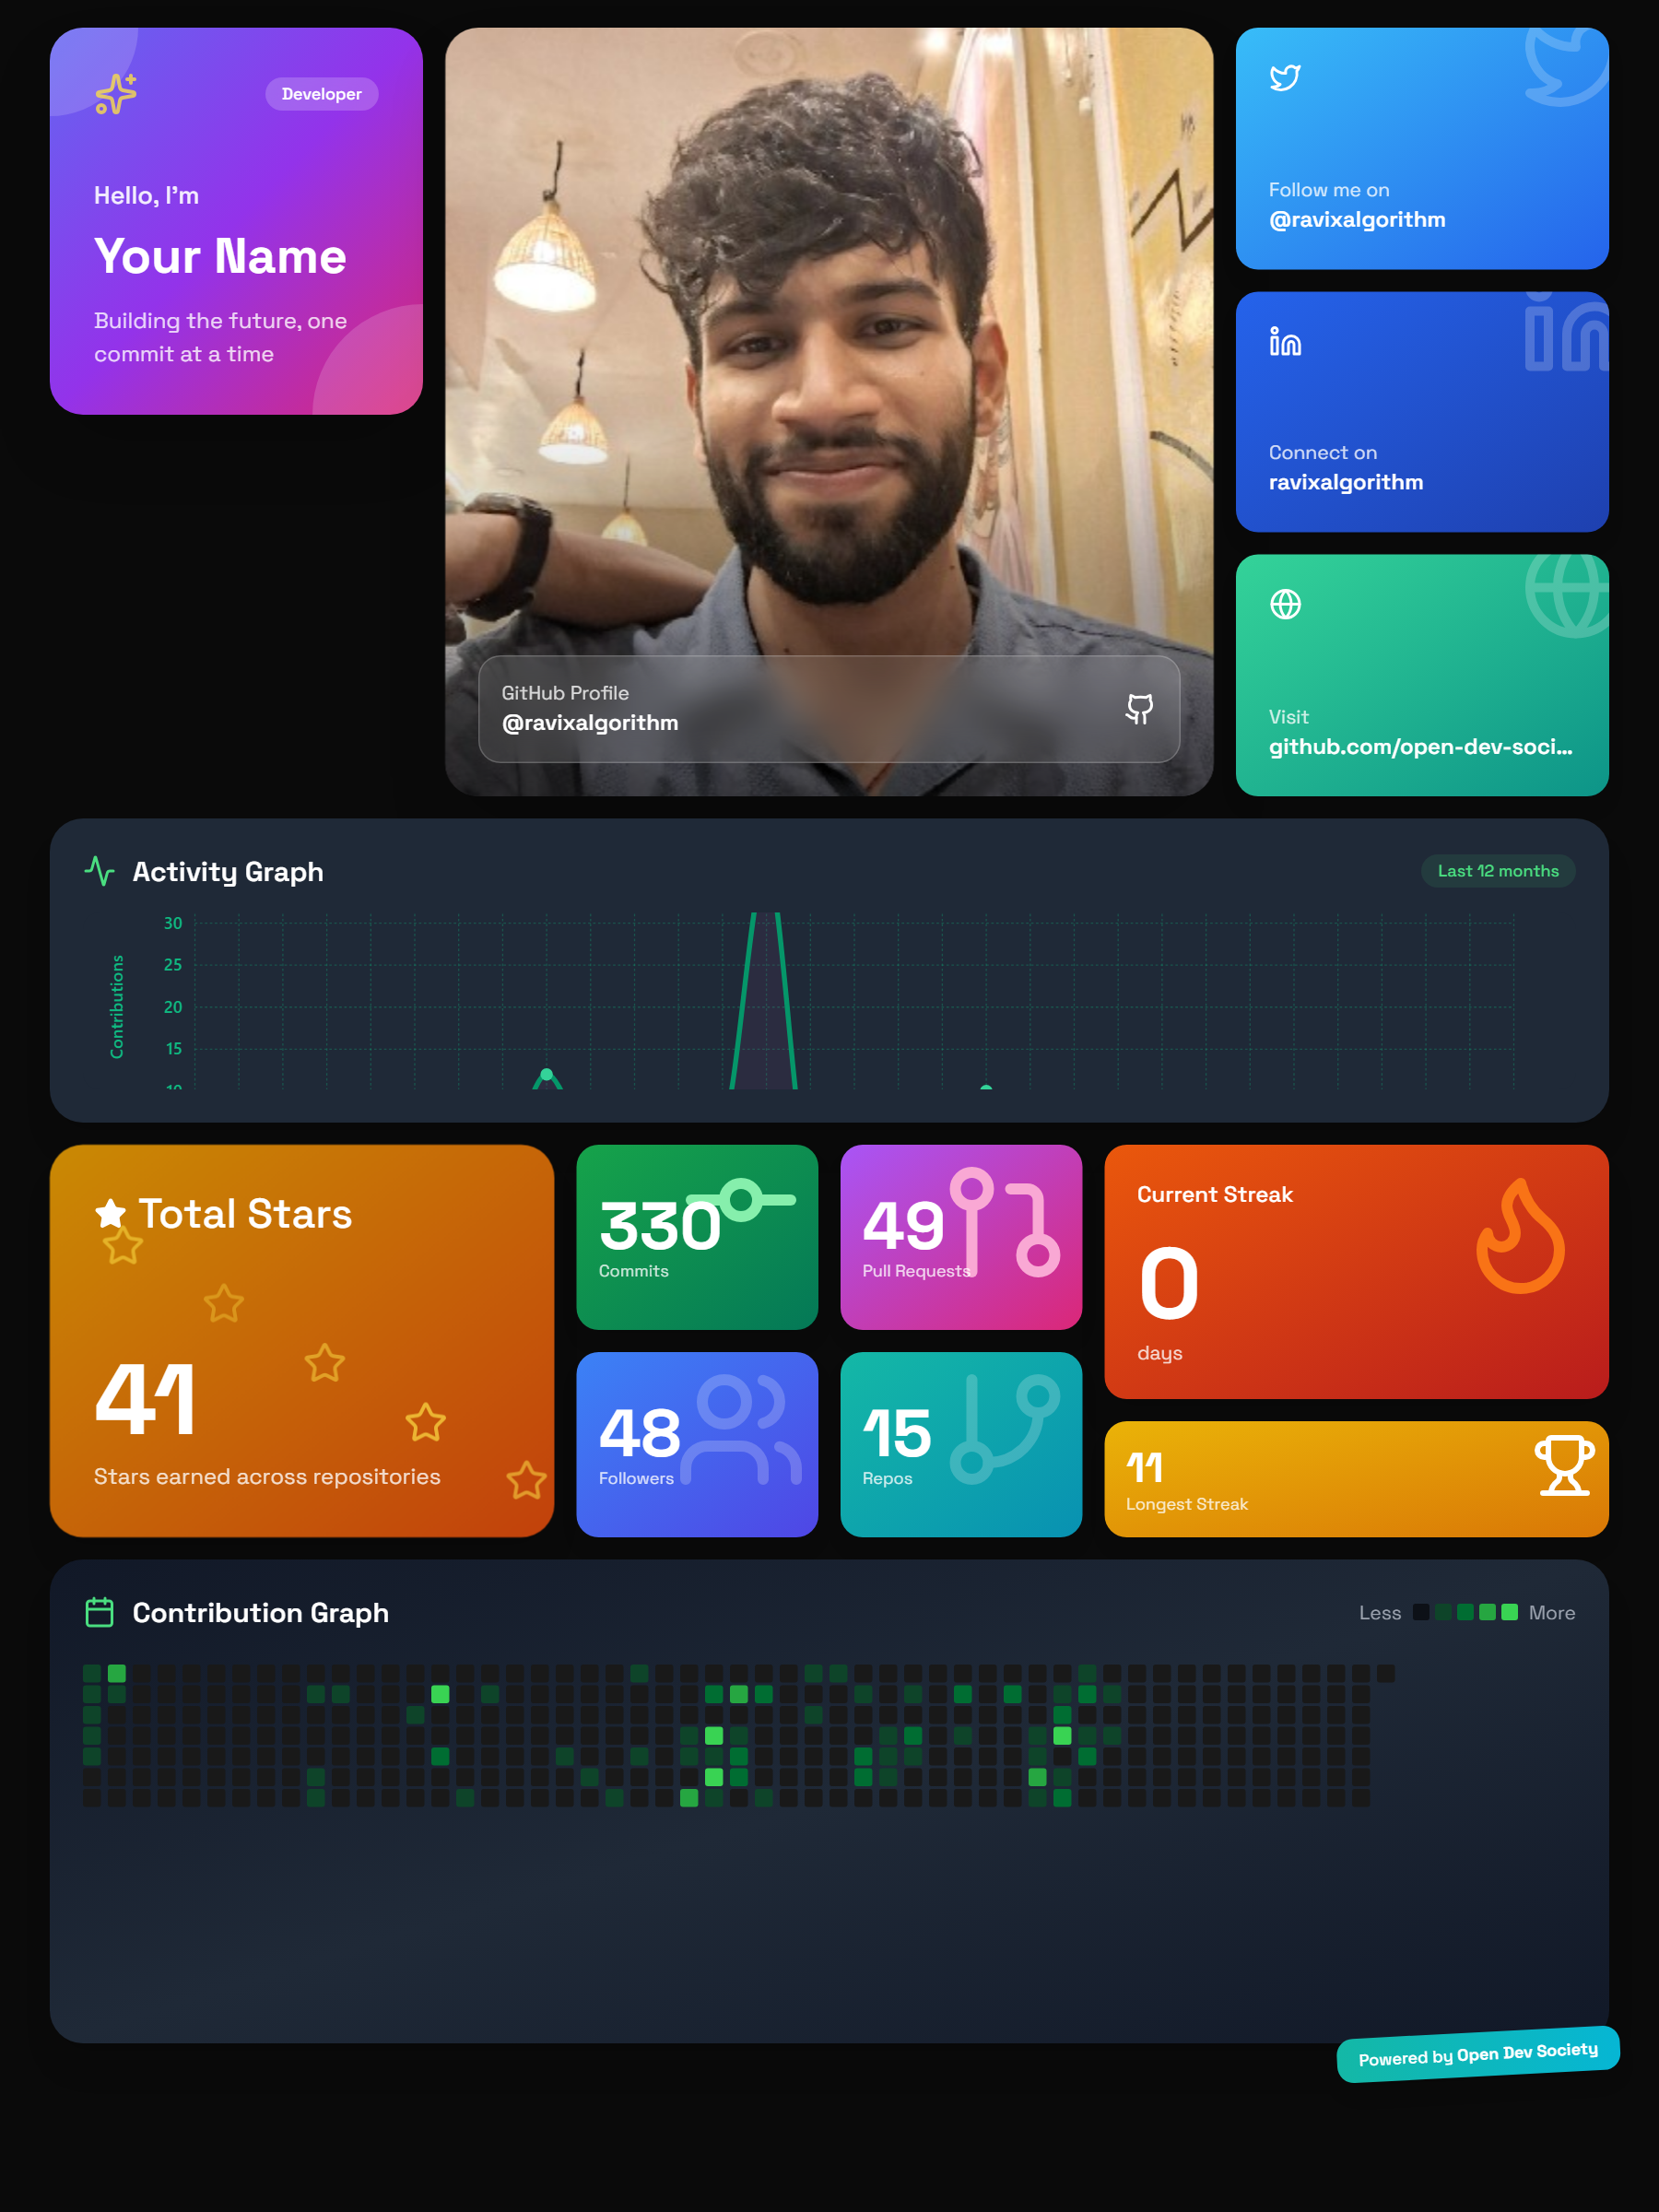 Developer
Hello, I'm
Your Name
Building the future, one
commit at a time
GitHub Profile
@ravixalgorithm
Follow me on
@ravixalgorithm
Connect on
ravixalgorithm
Visit
github.com/open-dev-soci...
Activity Graph
Last 12 months
Contributions
30
25
20
15
10
Total Stars
41
Stars earned across repositories
330
Commits
49
Pull Requests
48
Followers
15
Repos
Current Streak
0
days
11
Longest Streak
Contribution Graph
Less
More
Powered by Open Dev Society